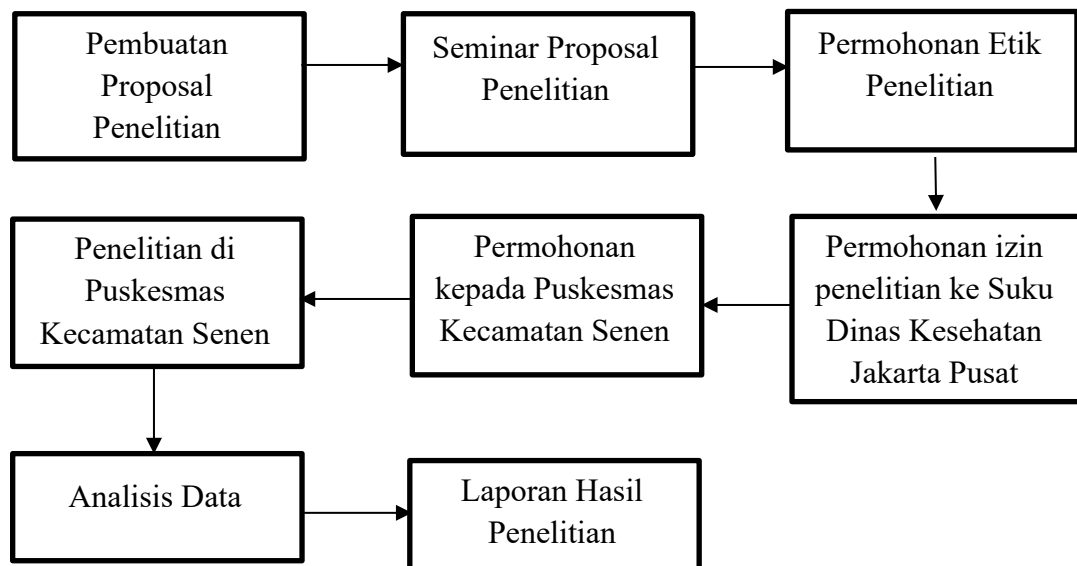 Pembuatan
Proposal
Penelitian
Seminar Proposal
Penelitian
Permohonan Etik
Penelitian
Permohonan izin
penelitian ke Suku
Dinas Kesehatan
Jakarta Pusat
Permohonan
kepada Puskesmas
Kecamatan Senen
Penelitian di
Puskesmas
Kecamatan Senen
Analisis Data
Laporan Hasil
Penelitian